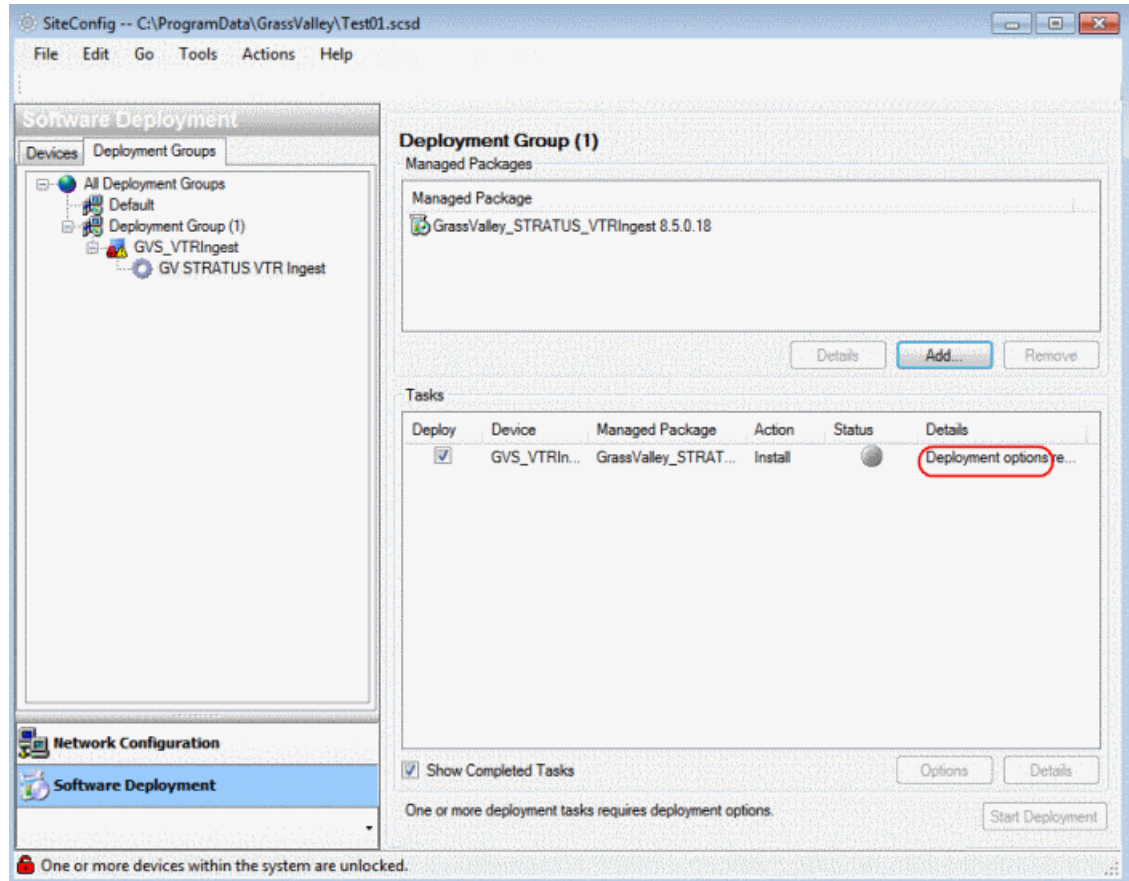 SiteConfig -- C:\ProgramData\GrassValley\Test01.scsd
File Edit Go Tools Actions Help
Software Deployment
Devices Deployment Groups
All Deployment Groups
Default
Deployment Group (1)
GVS_VTRIngest
GV STRATUS VTR Ingest
Network Configuration
Software Deployment
Deployment Group (1)
Managed Packages
Managed Package
GrassValley_STRATUS_VTRIngest 8.5.0.18
Details Add... Remove
Tasks
Deploy Device Managed Package Action Status Details
GVS_VTRIn... GrassValley_STRAT... Install Deployment options re...
Show Completed Tasks Options Details
One or more deployment tasks requires deployment options. Start Deployment
One or more devices within the system are unlocked.